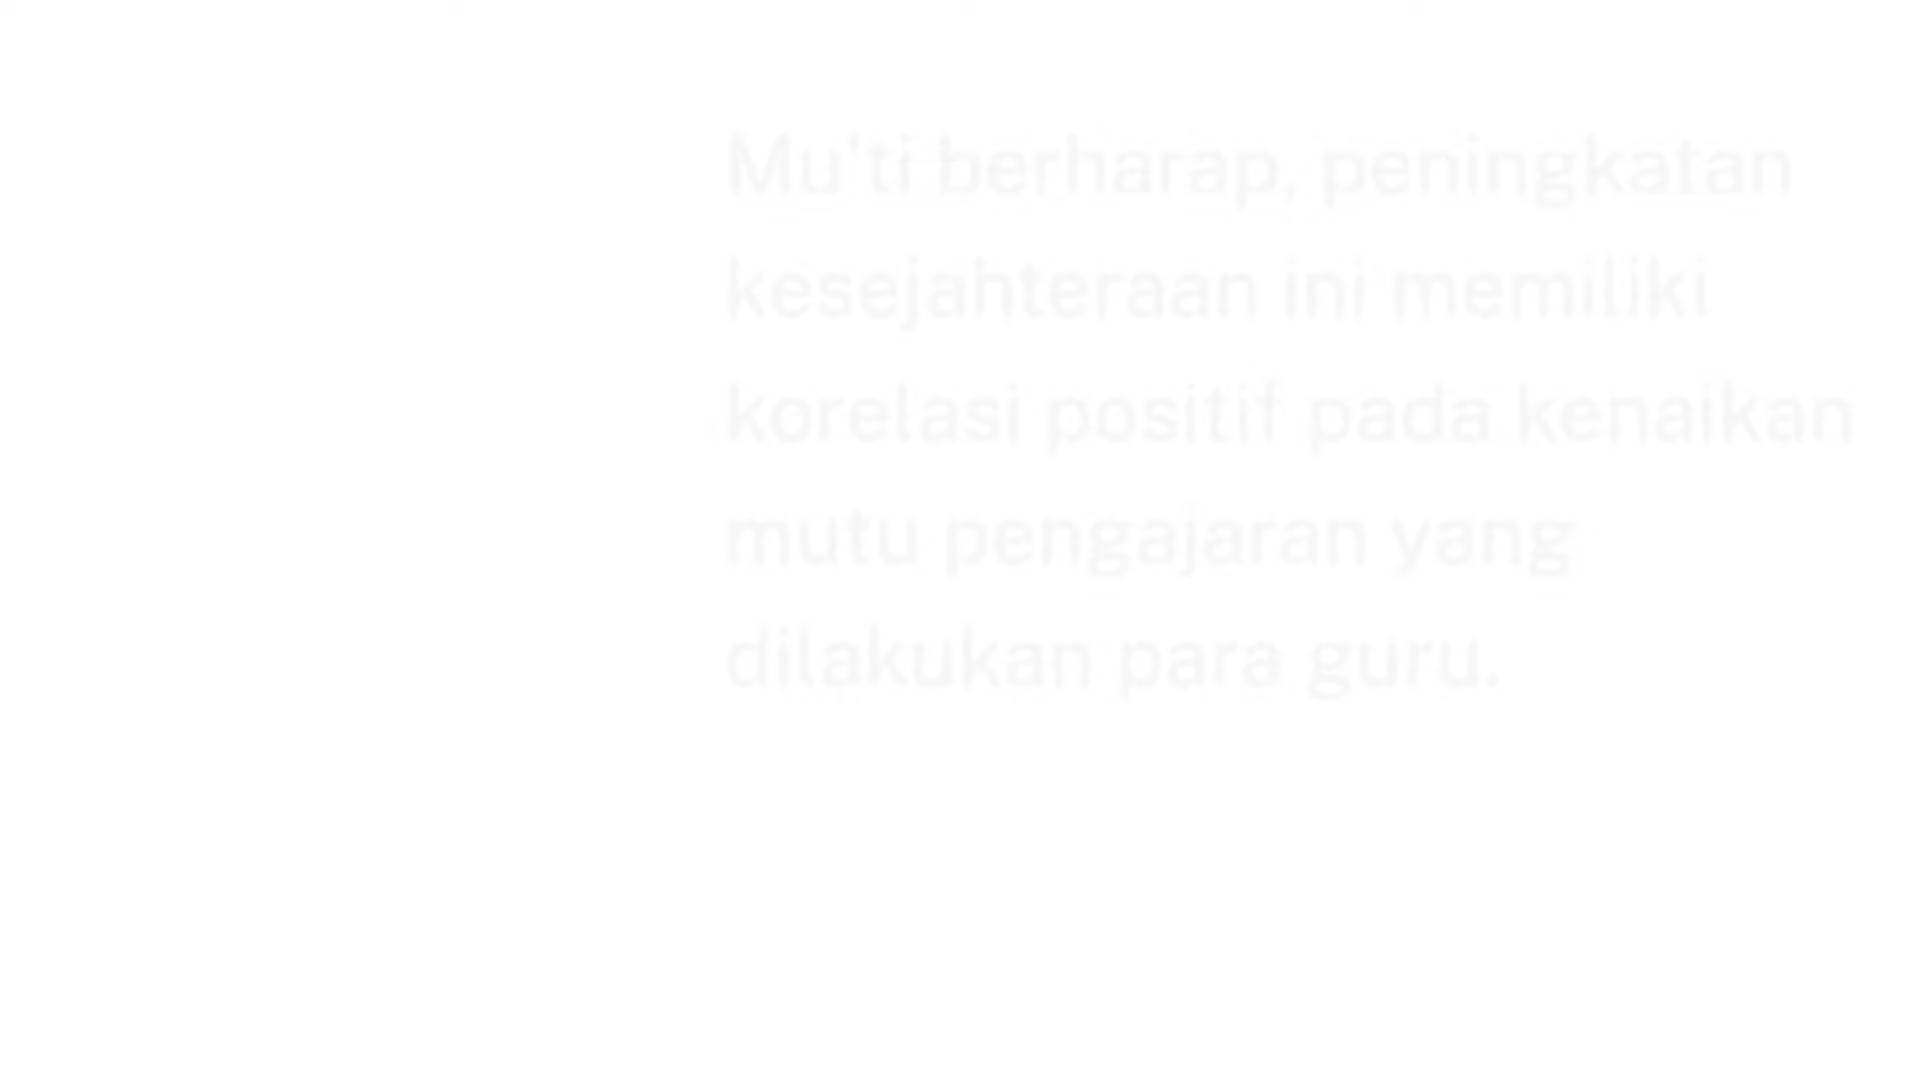 Mu'ti berharap, peningkatan
kesejahteraan ini memiliki
korelasi positif pada kenaikan
mutu pengajaran yang
dilakukan para guru.